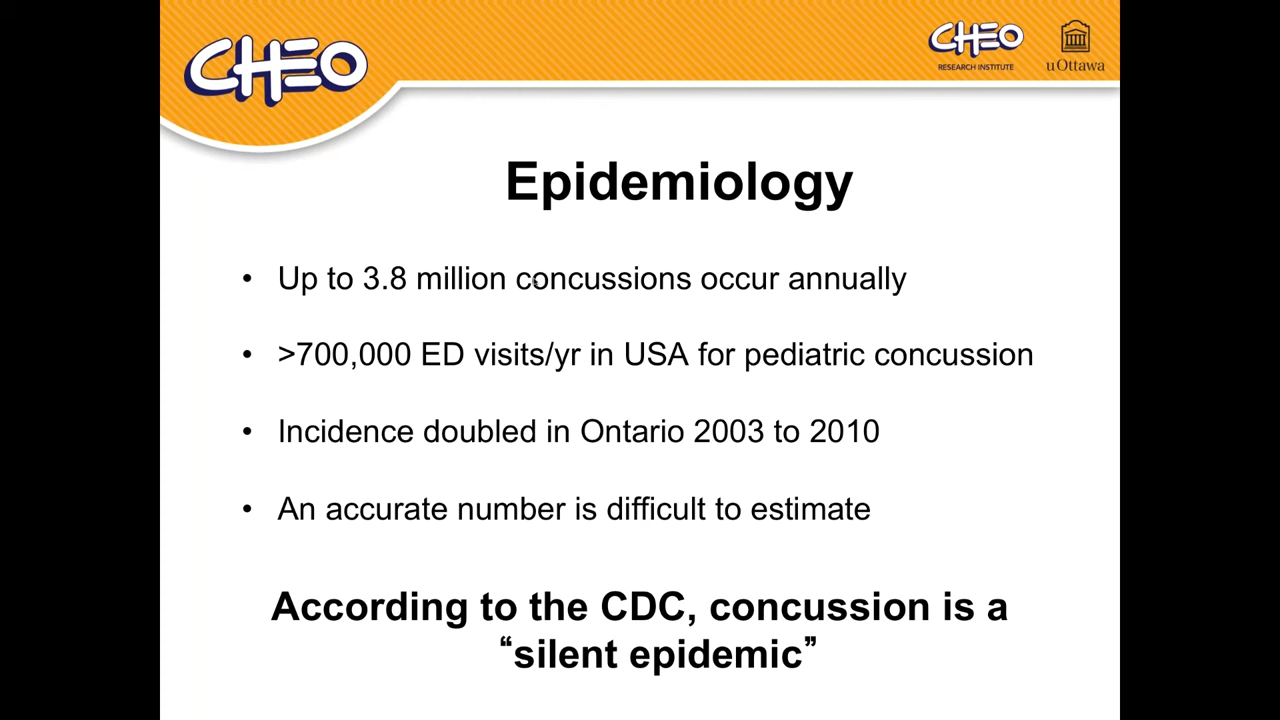 CHEO
CHEO
RESEARCH INSTITUTE
uOttawa
Epidemiology
• Up to 3.8 million concussions occur annually
• >700,000 ED visits/yr in USA for pediatric concussion
• Incidence doubled in Ontario 2003 to 2010
• An accurate number is difficult to estimate
According to the CDC, concussion is a
“silent epidemic”